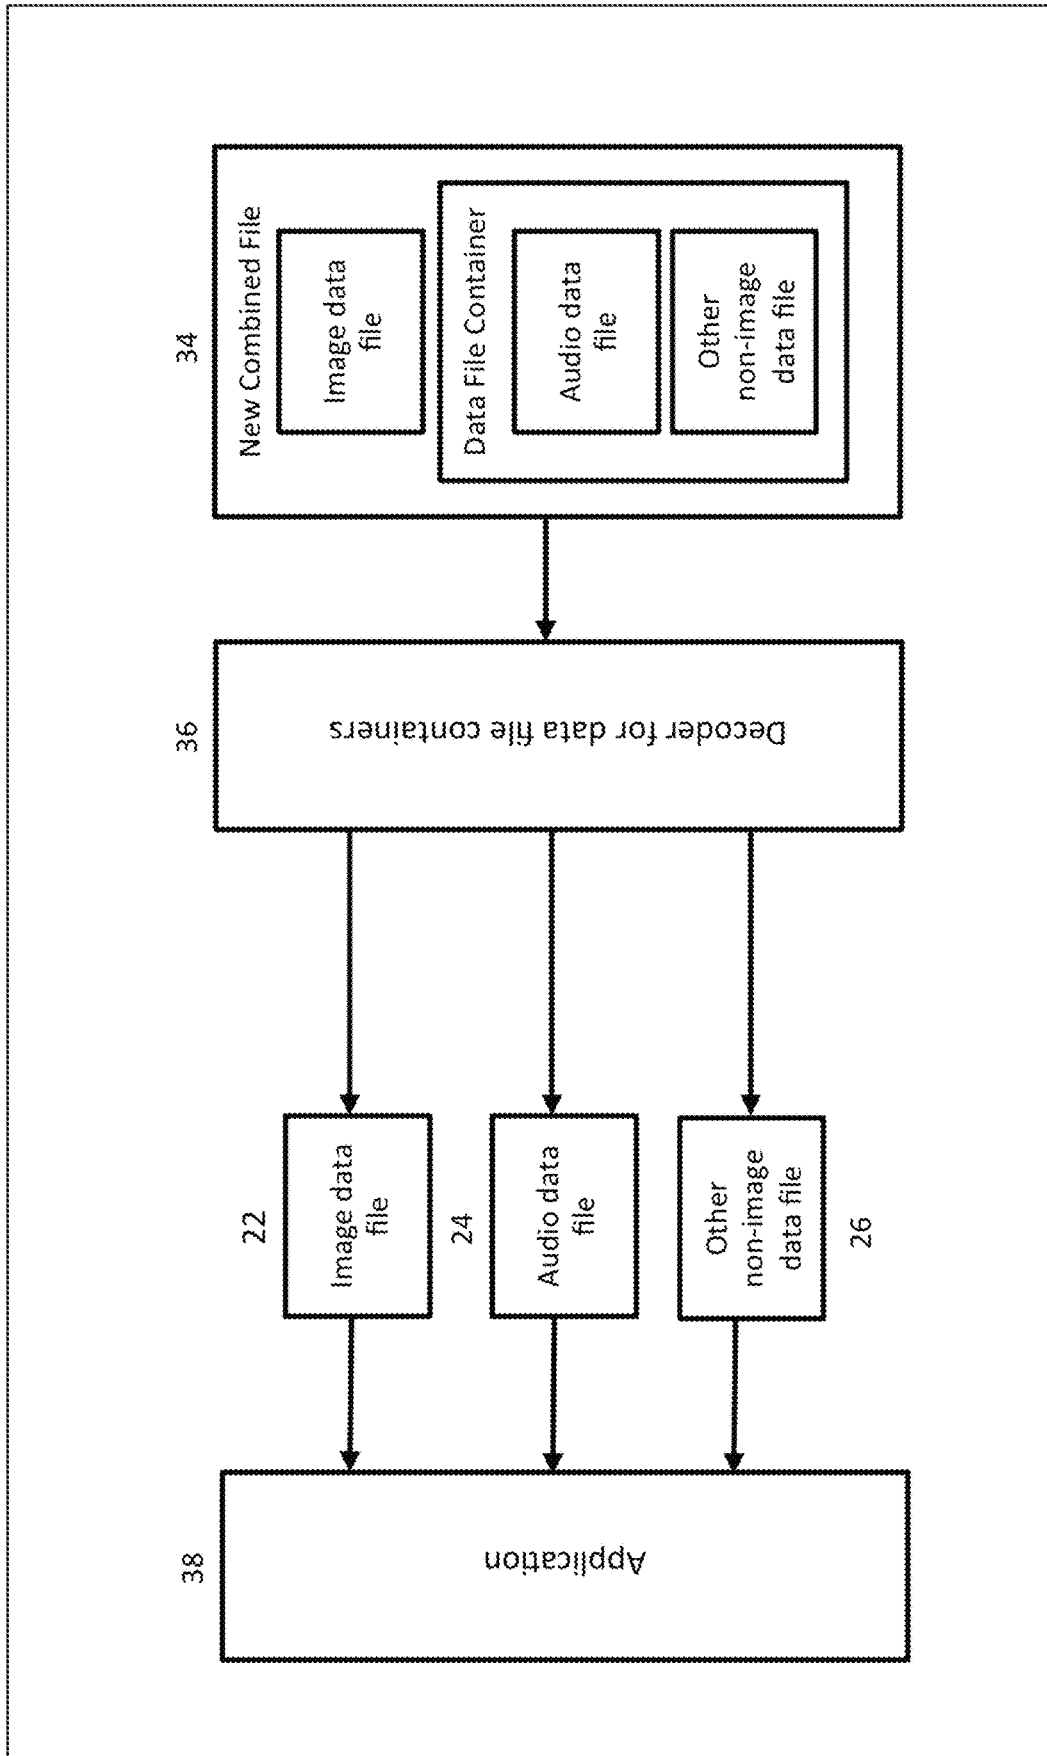 34
New Combined File
Image data
file
Data File Container
Audio data
file
Other
non-image
data file
36
Decoder for data file containers
22
Image data
file
24
Audio data
file
Other
non-image
data file
26
38
Application